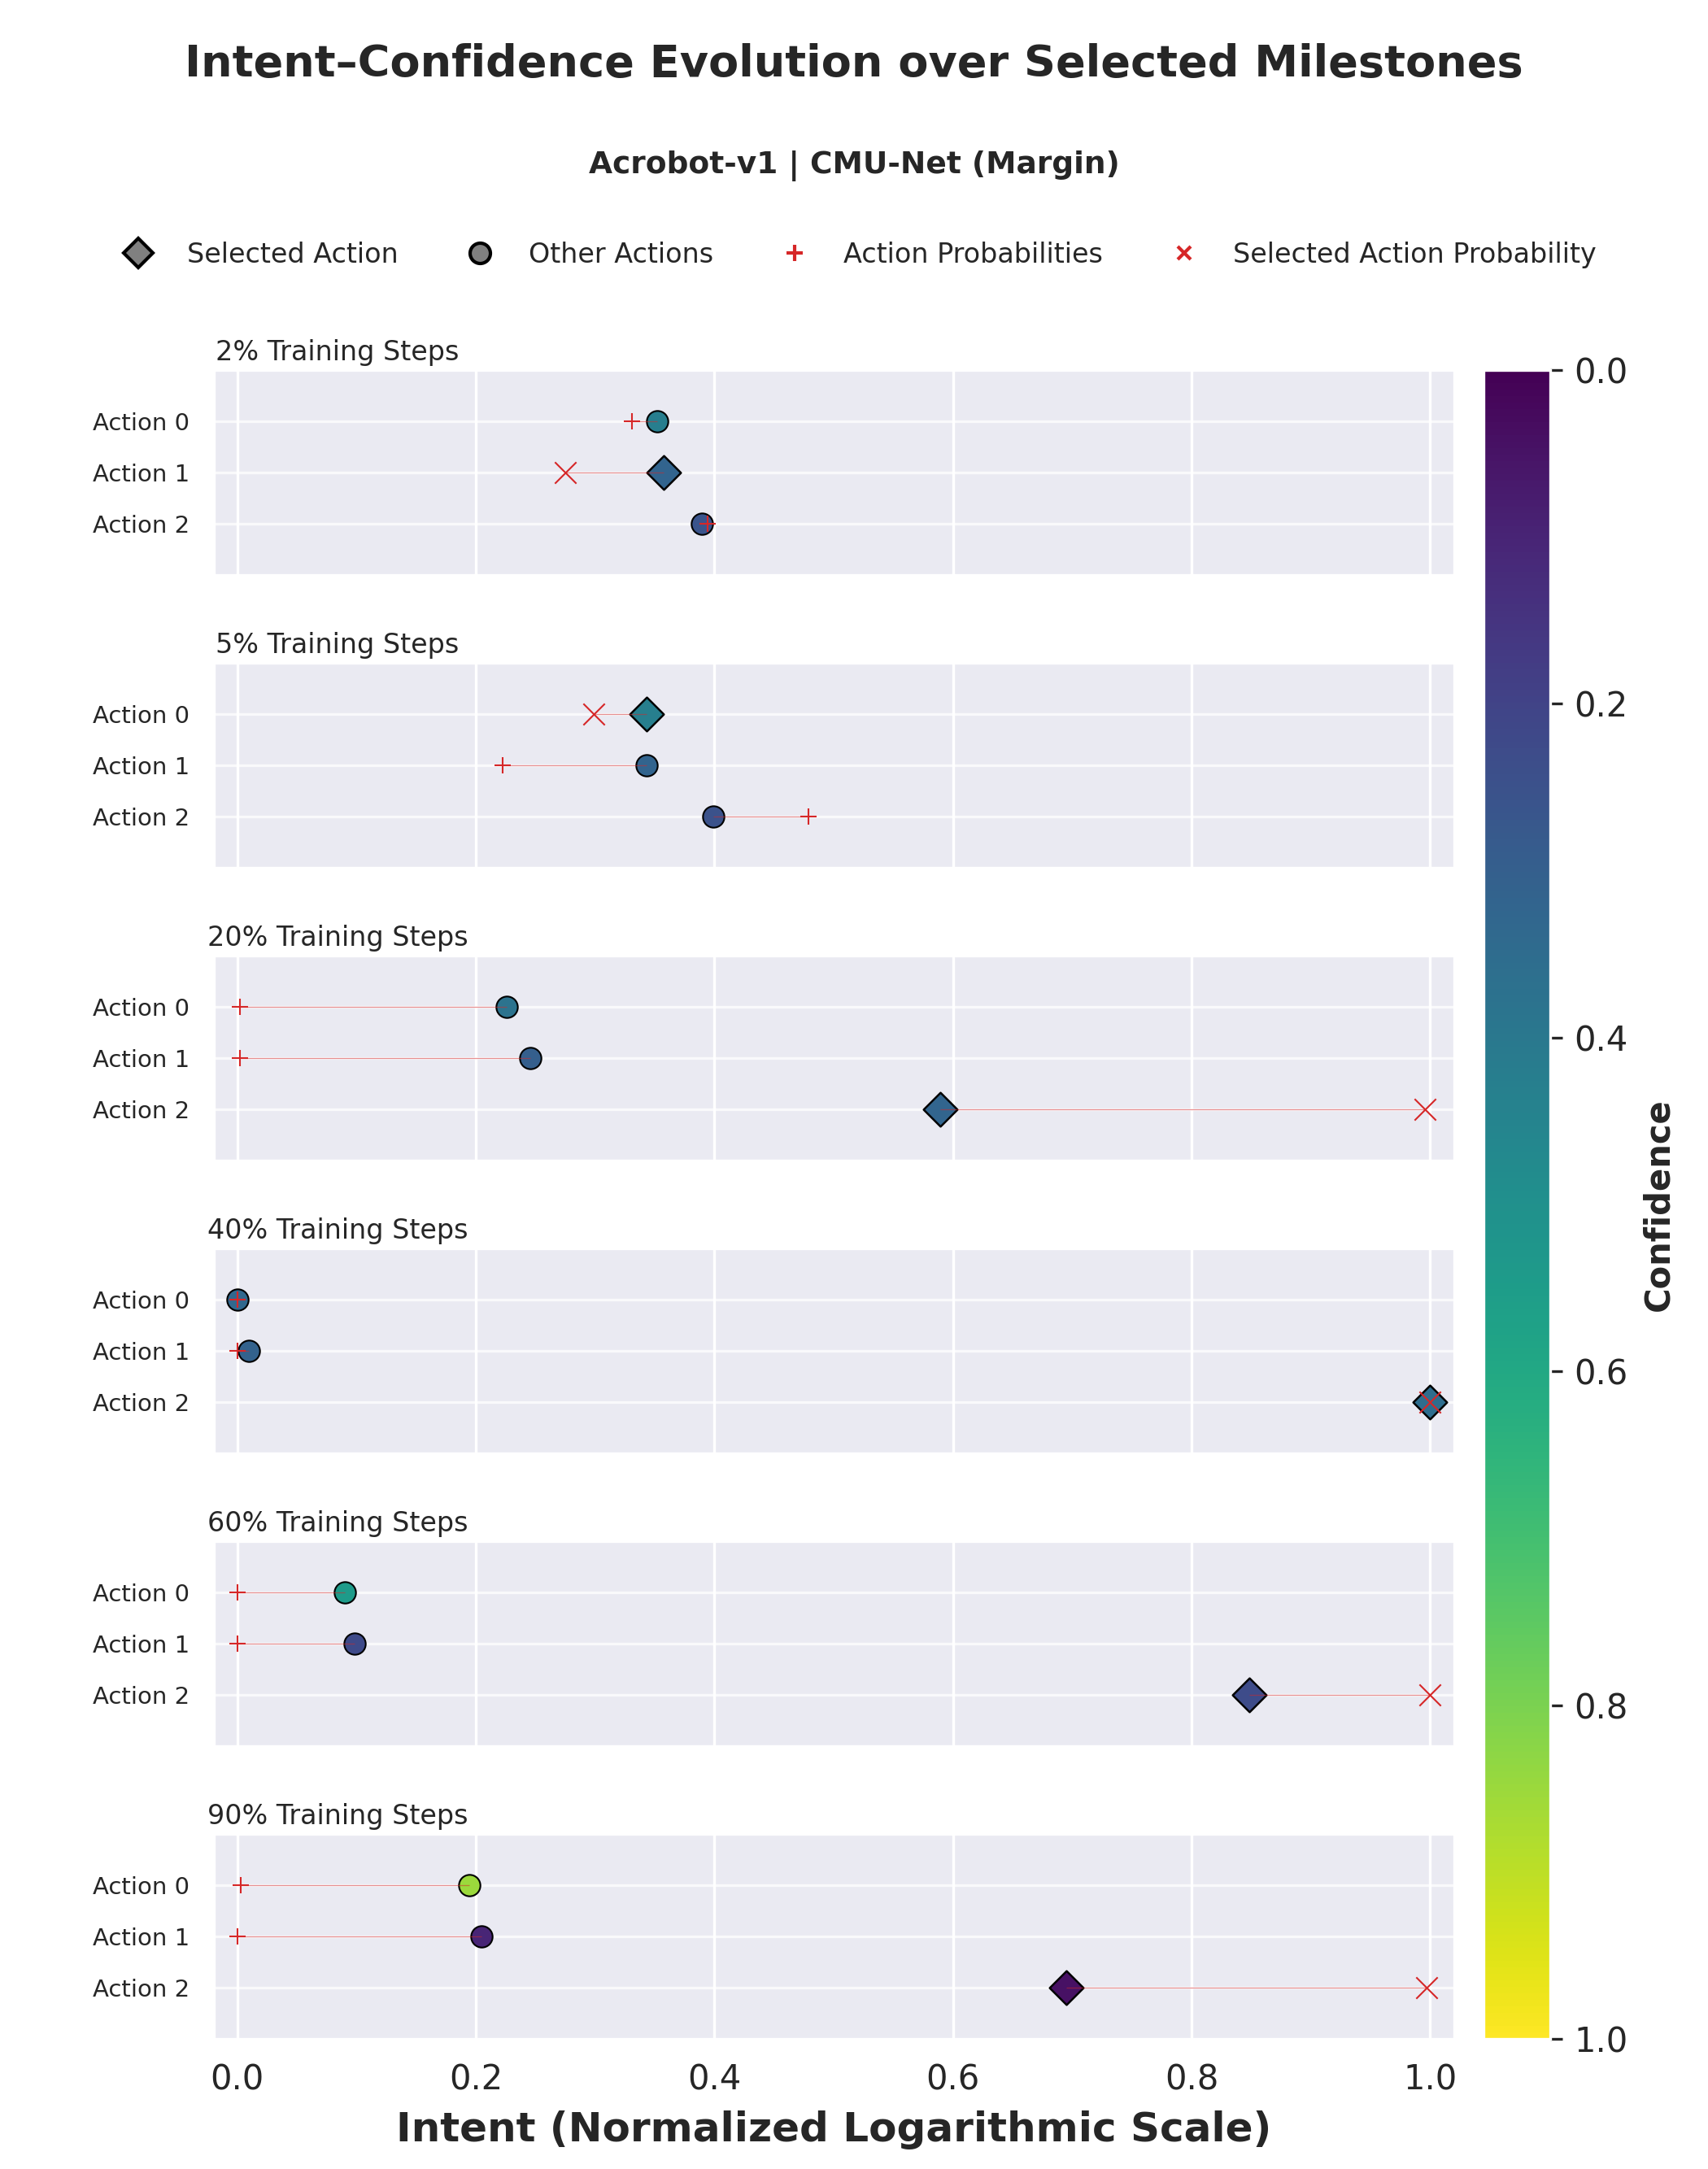 Intent–Confidence Evolution over Selected Milestones
Acrobot-v1 | CMU-Net (Margin)
Selected Action
Other Actions
Action Probabilities
Selected Action Probability
2% Training Steps
Action 0
Action 1
Action 2
5% Training Steps
Action 0
Action 1
Action 2
20% Training Steps
Action 0
Action 1
Action 2
40% Training Steps
Action 0
Action 1
Action 2
60% Training Steps
Action 0
Action 1
Action 2
90% Training Steps
Action 0
Action 1
Action 2
0.0 0.2 0.4 0.6 0.8 1.0
Intent (Normalized Logarithmic Scale)
0.0
0.2
0.4
0.6
0.8
1.0
Confidence